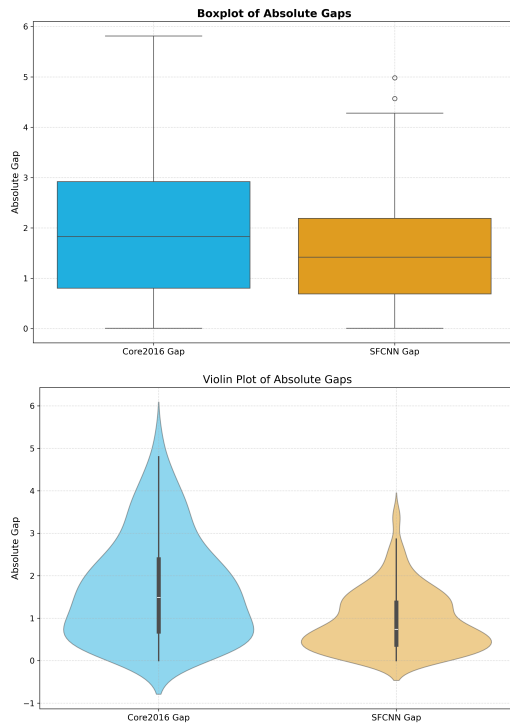 Boxplot of Absolute Gaps
6
5
4
3
2
1
0
Absolute Gap
Core2016 Gap
SFCNN Gap
Violin Plot of Absolute Gaps
6
5
4
3
2
1
0
−1
Absolute Gap
Core2016 Gap
SFCNN Gap